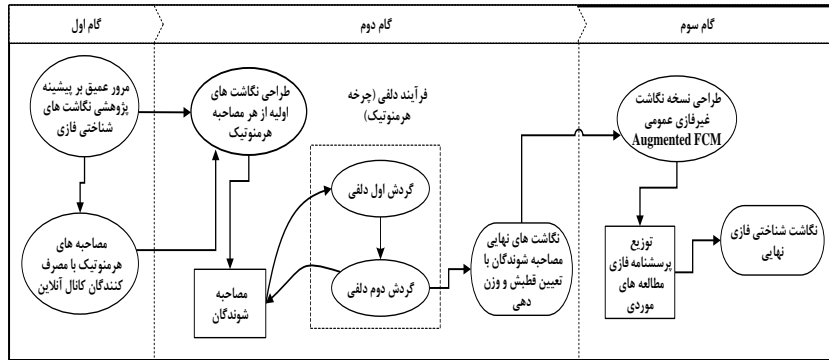 گام اول
گام دوم
گام سوم
مرور عمیق بر پیشینه
پژوهشی نگاشت های
شناختی فازی
مصاحبه های
هرمنوتیک با مصرف
کنندگان کانال آنلاین
طراحی نگاشت های
اولیه از هر مصاحبه
هرمنوتیک
مصاحبه
شوندگان
فرآیند دلفی (چرخه
هرمنوتیک)
گردش اول دلفی
گردش دوم دلفی
نگاشت های نهایی
مصاحبه شوندگان با
تعیین قطبش و وزن
دهی
طراحی نسخه نگاشت
غیرفازی عمومی
Augmented FCM
توزیع
پرسشنامه فازی
مطالعه های
موردی
نگاشت شناختی فازی
نهایی